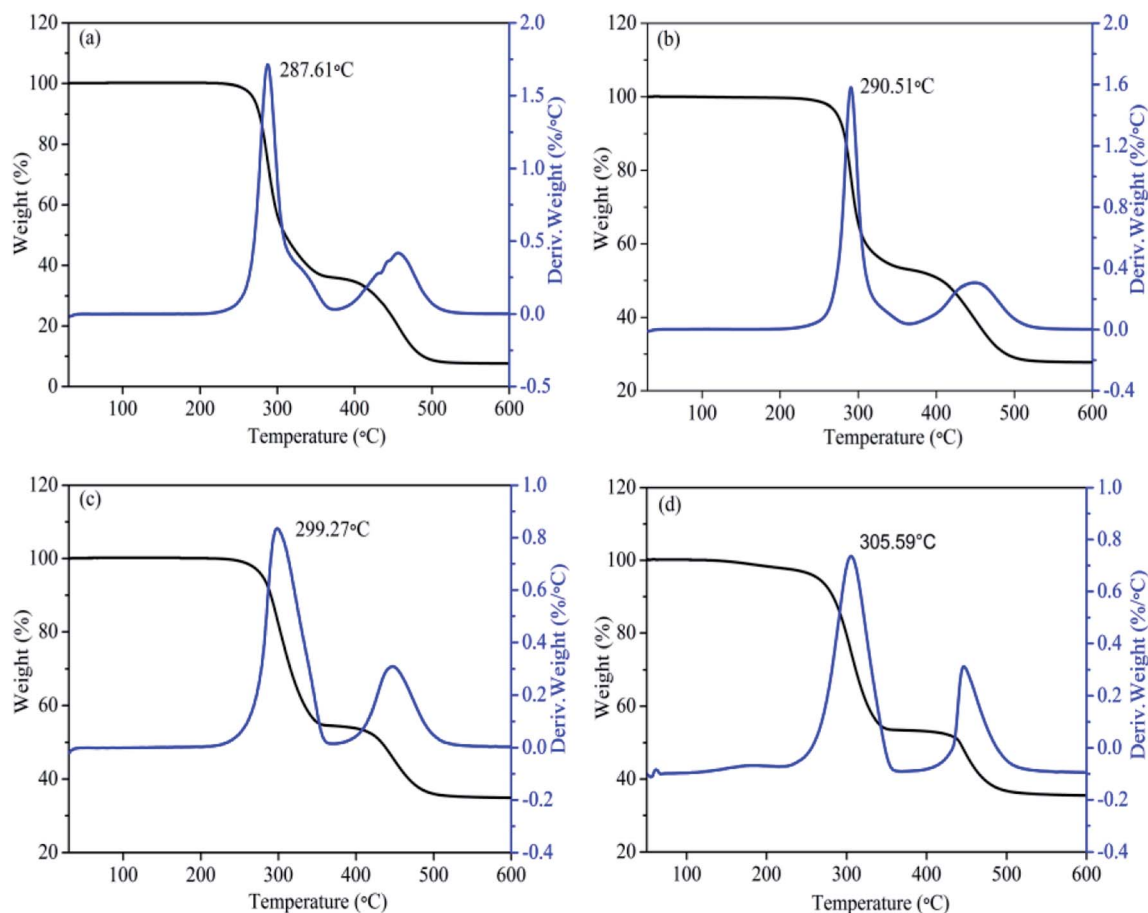 (a)
287.61°C
120
100
80
60
40
20
0
Weight (%)
2.0
1.5
1.0
0.5
0.0
-0.5
Deriv. Weight (%/°C)
100 200 300 400 500 600
Temperature (°C)
(b)
290.51°C
120
100
80
60
40
20
Weight (%)
2.0
1.6
1.2
0.8
0.4
0.0
-0.4
Deriv. Weight (%/°C)
100 200 300 400 500 600
Temperature (°C)
(c)
299.27°C
120
100
80
60
40
20
Weight (%)
1.0
0.8
0.6
0.4
0.2
0.0
-0.2
-0.4
Deriv. Weight (%/°C)
100 200 300 400 500 600
Temperature (°C)
(d)
305.59°C
120
100
80
60
40
20
Weight (%)
1.0
0.8
0.6
0.4
0.2
0.0
-0.2
-0.4
Deriv. Weight (%/°C)
100 200 300 400 500 600
Temperature (°C)